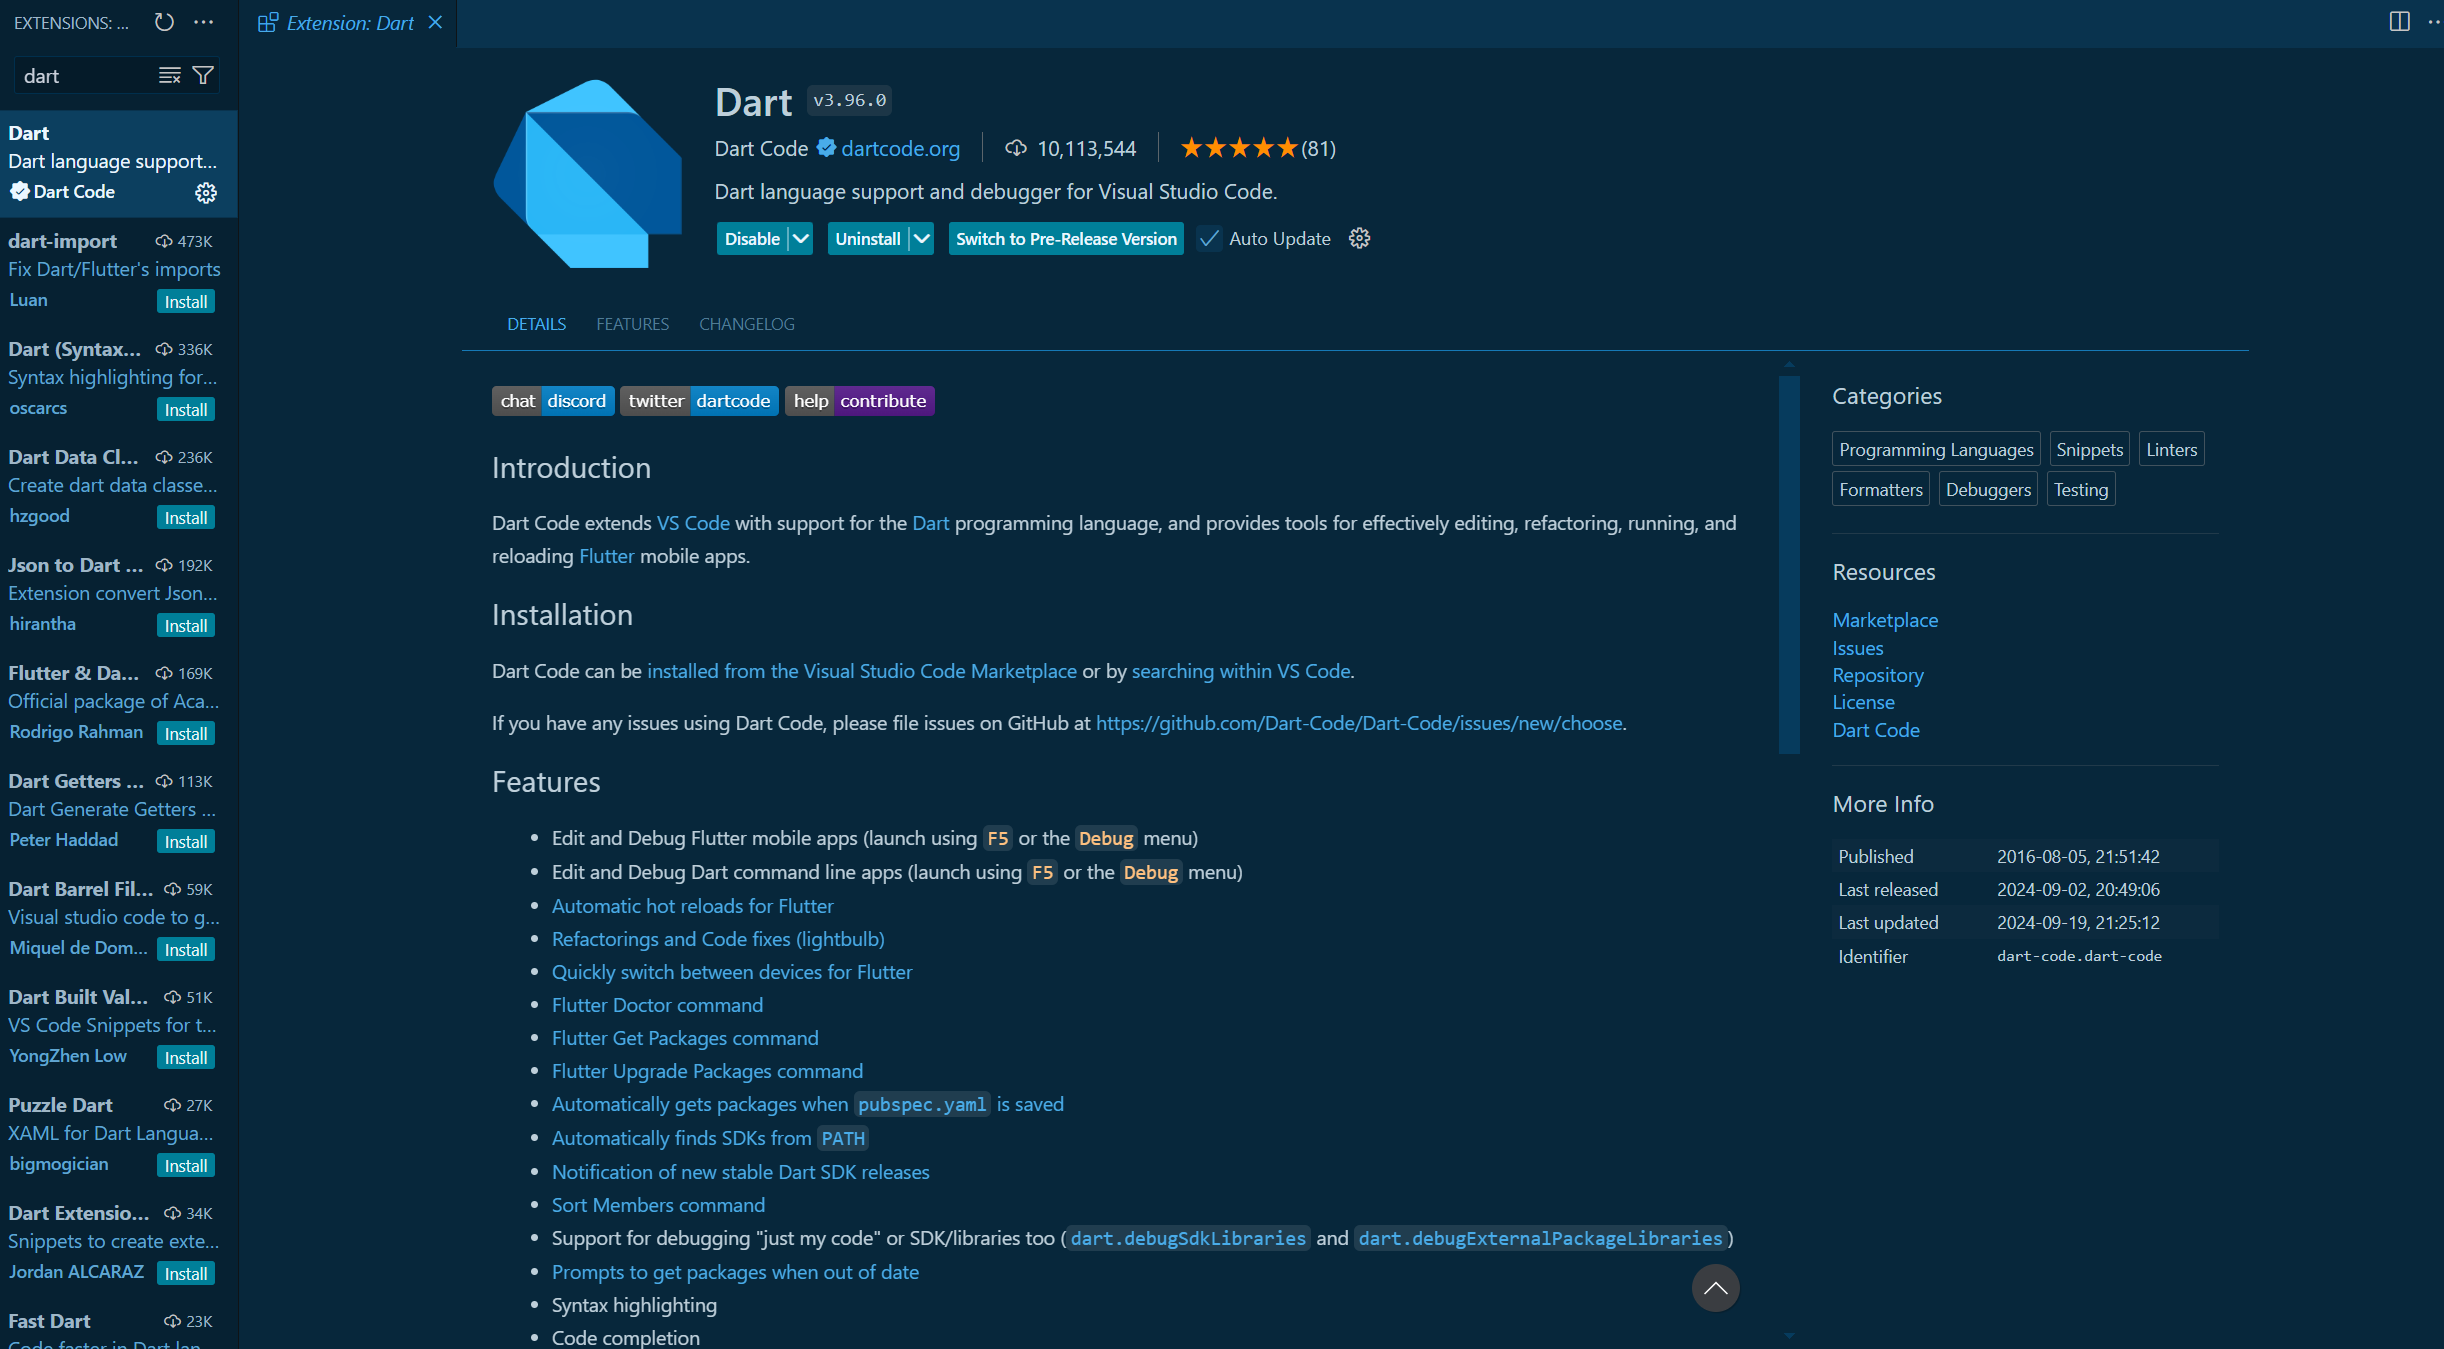 EXTENSIONS: ...
dart
Dart
Dart language support...
Dart Code
dart-import 473K
Fix Dart/Flutter's imports
Luan Install
Dart (Syntax... 336K
Syntax highlighting for...
oscarcs Install
Dart Data Cl... 236K
Create dart data classe...
hzgood Install
Json to Dart ... 192K
Extension convert Json...
hirantha Install
Flutter & Da... 169K
Official package of Aca...
Rodrigo Rahman Install
Dart Getters ... 113K
Dart Generate Getters ...
Peter Haddad Install
Dart Barrel Fil... 59K
Visual studio code to g...
Miquel de Dom... Install
Dart Built Val... 51K
VS Code Snippets for t...
YongZhen Low Install
Puzzle Dart 27K
XAML for Dart Langua...
bigmogician Install
Dart Extensio... 34K
Snippets to create exte...
Jordan ALCARAZ Install
Fast Dart 23K
Code faster in Dart lan...
Extension: Dart
Dart v3.96.0
Dart Code dartcode.org 10,113,544 (81)
Dart language support and debugger for Visual Studio Code.
Disable Uninstall Switch to Pre-Release Version Auto Update
DETAILS FEATURES CHANGELOG
chat discord twitter dartcode help contribute
Introduction
Dart Code extends VS Code with support for the Dart programming language, and provides tools for effectively editing, refactoring, running, and
reloading Flutter mobile apps.
Installation
Dart Code can be installed from the Visual Studio Code Marketplace or by searching within VS Code.
If you have any issues using Dart Code, please file issues on GitHub at https://github.com/Dart-Code/Dart-Code/issues/new/choose.
Features
• Edit and Debug Flutter mobile apps (launch using F5 or the Debug menu)
• Edit and Debug Dart command line apps (launch using F5 or the Debug menu)
• Automatic hot reloads for Flutter
• Refactorings and Code fixes (lightbulb)
• Quickly switch between devices for Flutter
• Flutter Doctor command
• Flutter Get Packages command
• Flutter Upgrade Packages command
• Automatically gets packages when pubspec.yaml is saved
• Automatically finds SDKs from PATH
• Notification of new stable Dart SDK releases
• Sort Members command
• Support for debugging "just my code" or SDK/libraries too (dart.debugSdkLibraries and dart.debugExternalPackageLibraries)
• Prompts to get packages when out of date
• Syntax highlighting
• Code completion
Categories
Programming Languages Snippets Linters
Formatters Debuggers Testing
Resources
Marketplace
Issues
Repository
License
Dart Code
More Info
Published 2016-08-05, 21:51:42
Last released 2024-09-02, 20:49:06
Last updated 2024-09-19, 21:25:12
Identifier dart-code.dart-code